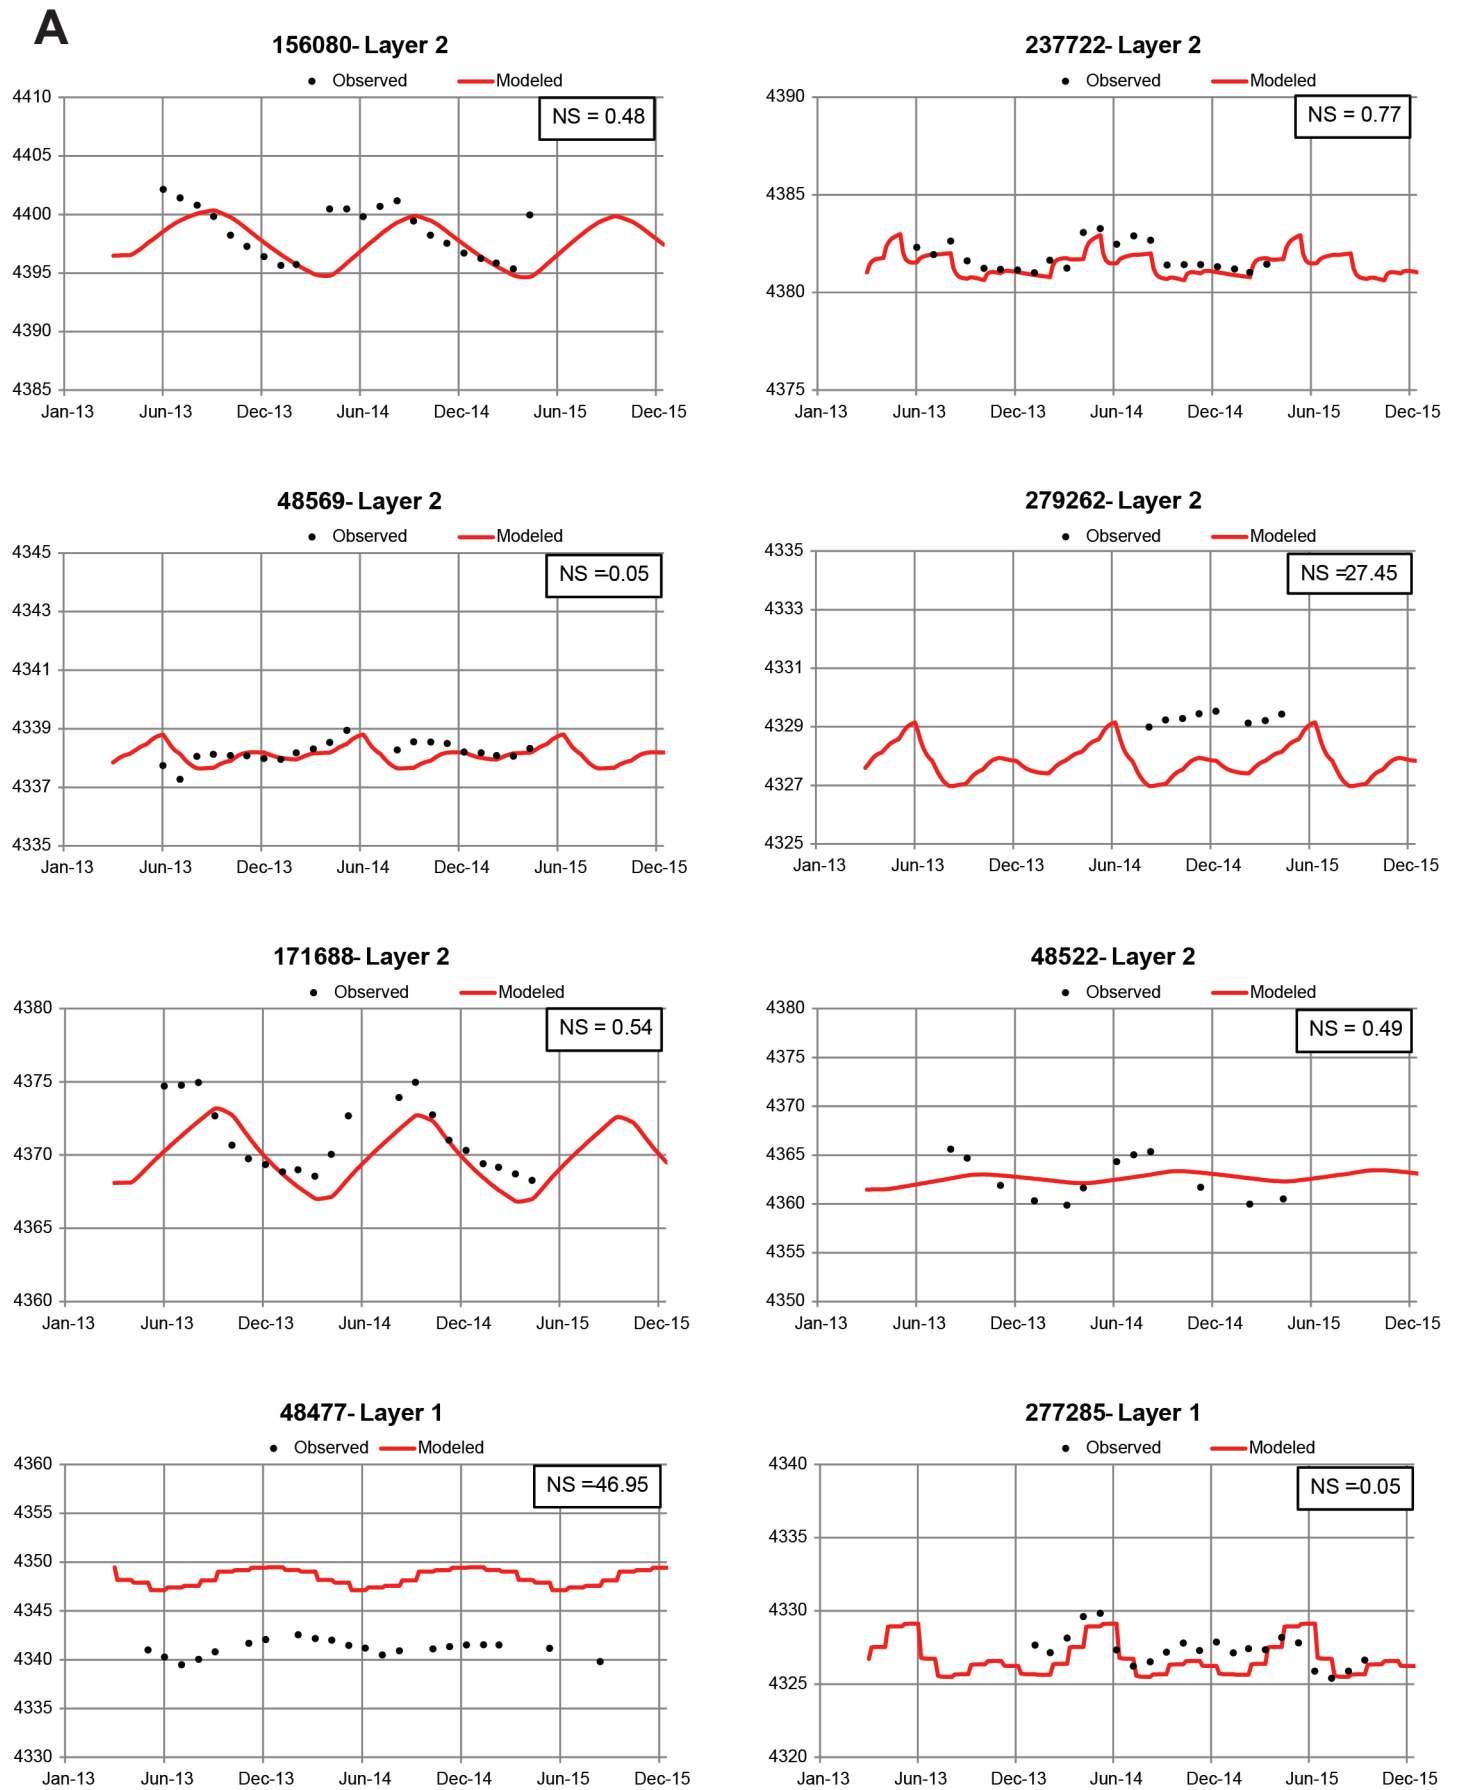 A
156080- Layer 2
Observed Modeled
NS = 0.48
4410
4405
4400
4395
4390
4385
Jan-13 Jun-13 Dec-13 Jun-14 Dec-14 Jun-15 Dec-15
237722- Layer 2
Observed Modeled
NS = 0.77
4390
4385
4380
4375
Jan-13 Jun-13 Dec-13 Jun-14 Dec-14 Jun-15 Dec-15
48569- Layer 2
Observed Modeled
NS =-0.05
4345
4343
4341
4339
4337
4335
Jan-13 Jun-13 Dec-13 Jun-14 Dec-14 Jun-15 Dec-15
279262- Layer 2
Observed Modeled
NS =-27.45
4335
4333
4331
4329
4327
4325
Jan-13 Jun-13 Dec-13 Jun-14 Dec-14 Jun-15 Dec-15
171688- Layer 2
Observed Modeled
NS = 0.54
4380
4375
4370
4365
4360
Jan-13 Jun-13 Dec-13 Jun-14 Dec-14 Jun-15 Dec-15
48522- Layer 2
Observed Modeled
NS = 0.49
4380
4375
4370
4365
4360
4355
4350
Jan-13 Jun-13 Dec-13 Jun-14 Dec-14 Jun-15 Dec-15
48477- Layer 1
Observed Modeled
NS =-46.95
4360
4355
4350
4345
4340
4335
4330
Jan-13 Jun-13 Dec-13 Jun-14 Dec-14 Jun-15 Dec-15
277285- Layer 1
Observed Modeled
NS =-0.05
4340
4335
4330
4325
4320
Jan-13 Jun-13 Dec-13 Jun-14 Dec-14 Jun-15 Dec-15